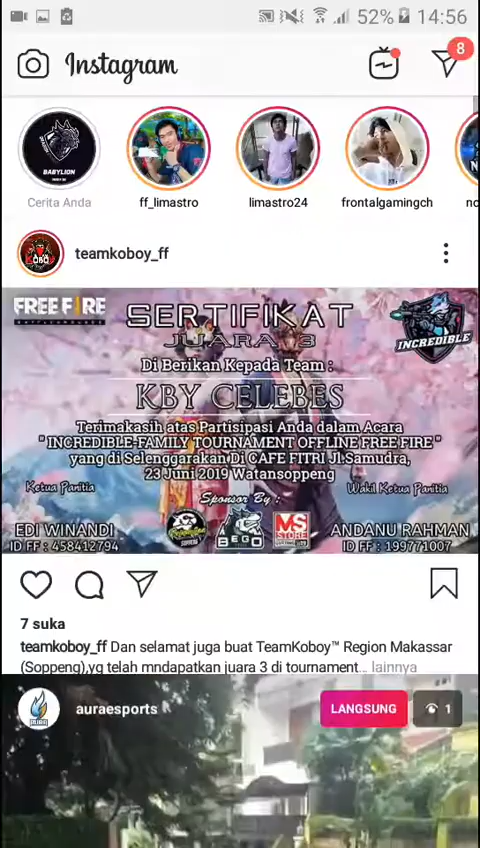 52% 14:56
Instagram
8
BABYLION
Cerita Anda
ff_limastro
limastro24
frontalgamingch
teamkoboy_ff
FREE FIRE
BATTLEGROUNDS
SERTIFIKAT
JUARA 3
INCREDIBLE
Di Berikan Kepada Team :
KBY CELEBES
Terimakasih atas Partisipasi Anda dalam Acara
" INCREDIBLE-FAMILY TOURNAMENT OFFLINE FREE FIRE "
yang di Selenggarakan Di CAFE FITRI Jl.Samudra,
23 Juni 2019 Watansoppeng
Ketua Panitia
Wakil Ketua Panitia
Sponsor By :
EDI WINANDI
ID FF : 458412794
BEGO
MS
STORE
ANDANU RAHMAN
ID FF : 199771007
7 suka
teamkoboy_ff Dan selamat juga buat TeamKoboy™ Region Makassar
(Soppeng),yg telah mndapatkan juara 3 di tournament... lainnya
auraesports
LANGSUNG
1